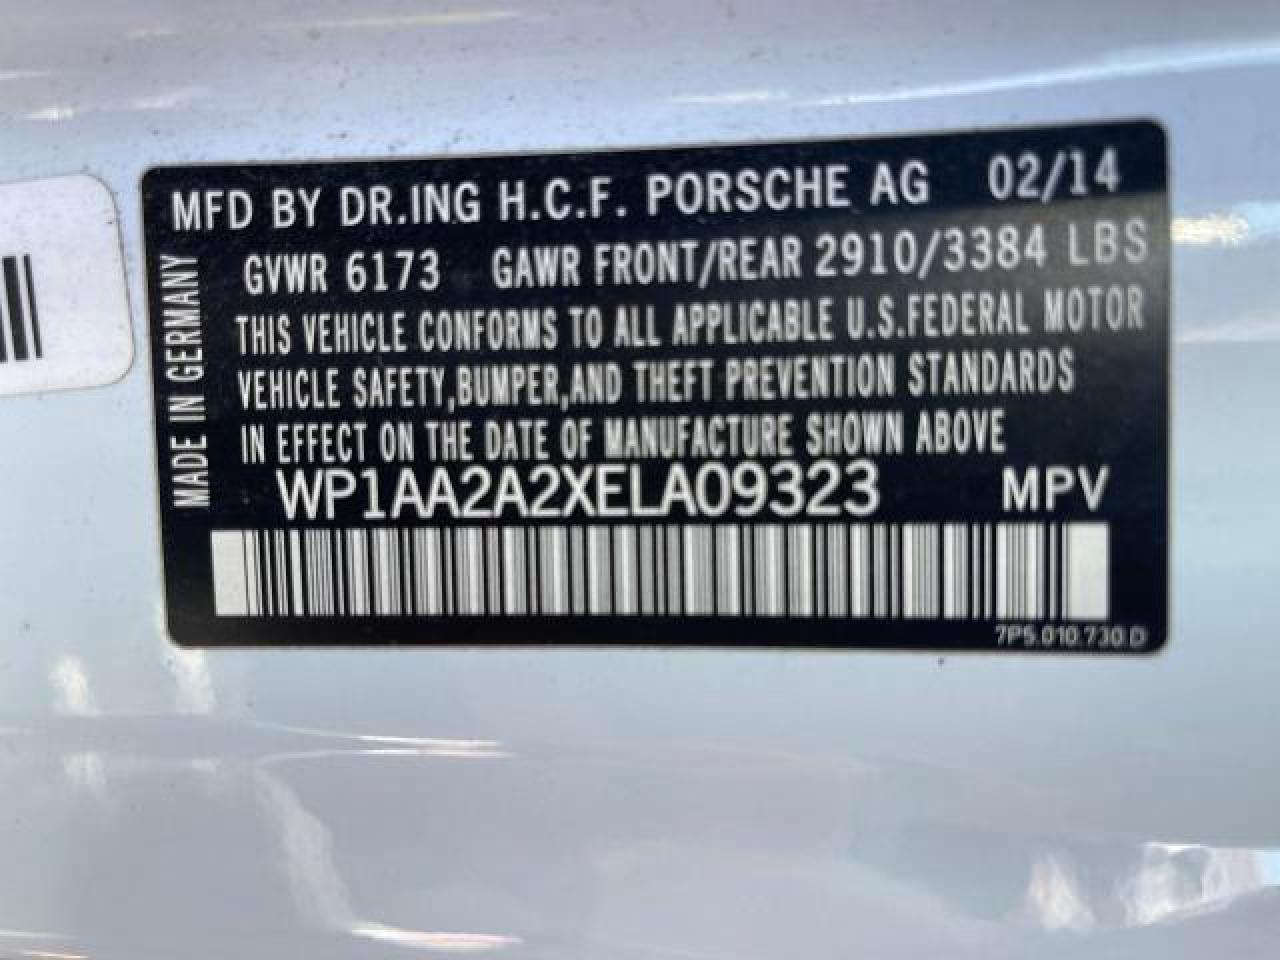 MFD BY DR.ING H.C.F. PORSCHE AG 02/14
GVWR 6173 GAWR FRONT/REAR 2910/3384 LBS
THIS VEHICLE CONFORMS TO ALL APPLICABLE U.S.FEDERAL MOTOR
VEHICLE SAFETY,BUMPER,AND THEFT PREVENTION STANDARDS
IN EFFECT ON THE DATE OF MANUFACTURE SHOWN ABOVE
WP1AA2A2XELA09323 MPV
MADE IN GERMANY
7P5.010.730.D